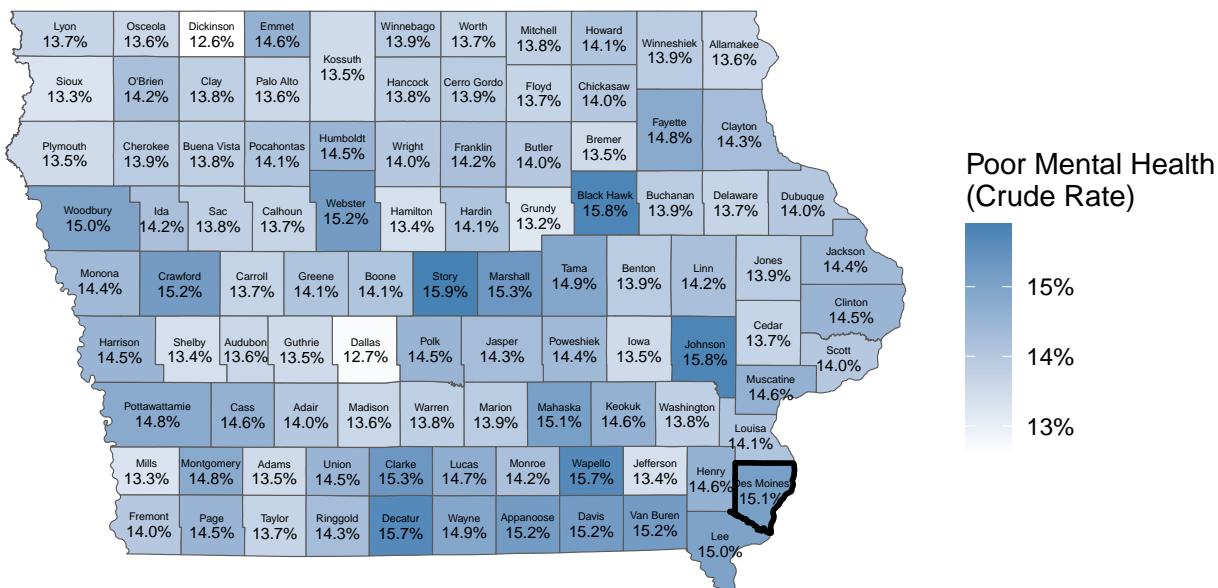 Lyon
13.7%
Osceola
13.6%
Dickinson
12.6%
Emmet
14.6%
Kossuth
13.5%
Winnebago
13.9%
Worth
13.7%
Mitchell
13.8%
Howard
14.1%
Winneshiek
13.9%
Allamakee
13.6%
Sioux
13.3%
O'Brien
14.2%
Clay
13.8%
Palo Alto
13.6%
Hancock
13.8%
Cerro Gordo
13.9%
Floyd
13.7%
Chickasaw
14.0%
Fayette
14.8%
Clayton
14.3%
Plymouth
13.5%
Cherokee
13.9%
Buena Vista
13.8%
Pocahontas
14.1%
Humboldt
14.5%
Wright
14.0%
Franklin
14.2%
Butler
14.0%
Bremer
13.5%
Woodbury
15.0%
Ida
14.2%
Sac
13.8%
Calhoun
13.7%
Webster
15.2%
Hamilton
13.4%
Hardin
14.1%
Grundy
13.2%
Black Hawk
15.8%
Buchanan
13.9%
Delaware
13.7%
Dubuque
14.0%
Monona
14.4%
Crawford
15.2%
Carroll
13.7%
Greene
14.1%
Boone
14.1%
Story
15.9%
Marshall
15.3%
Tama
14.9%
Benton
13.9%
Linn
14.2%
Jones
13.9%
Jackson
14.4%
Clinton
14.5%
Harrison
14.5%
Shelby
13.4%
Audubon
13.6%
Guthrie
13.5%
Dallas
12.7%
Polk
14.5%
Jasper
14.3%
Poweshiek
14.4%
Iowa
13.5%
Johnson
15.8%
Cedar
13.7%
Scott
14.0%
Muscatine
14.6%
Pottawattamie
14.8%
Cass
14.6%
Adair
14.0%
Madison
13.6%
Warren
13.8%
Marion
13.9%
Mahaska
15.1%
Keokuk
14.6%
Washington
13.8%
Louisa
14.1%
Mills
13.3%
Montgomery
14.8%
Adams
13.5%
Union
14.5%
Clarke
15.3%
Lucas
14.7%
Monroe
14.2%
Wapello
15.7%
Jefferson
13.4%
Henry
14.6%
Des Moines
15.1%
Fremont
14.0%
Page
14.5%
Taylor
13.7%
Ringgold
14.3%
Decatur
15.7%
Wayne
14.9%
Appanoose
15.2%
Davis
15.2%
Van Buren
15.2%
Lee
15.0%
Poor Mental Health
(Crude Rate)
15%
14%
13%